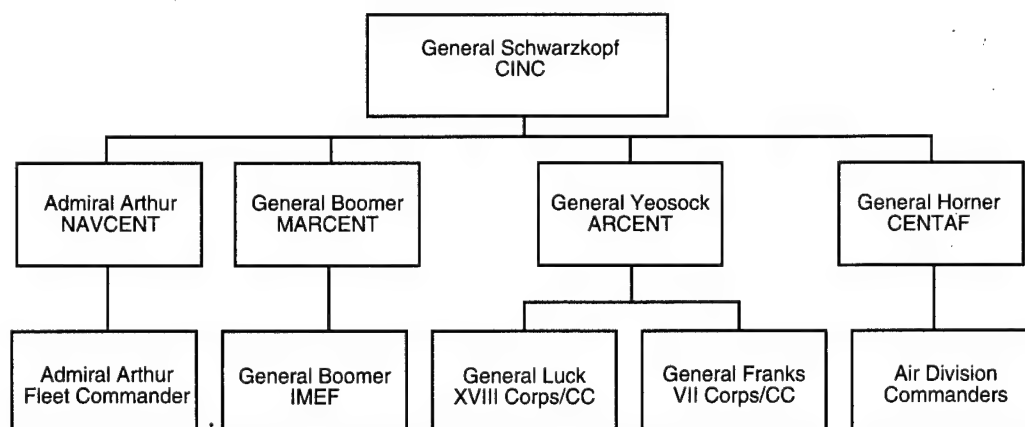 General Schwarzkopf
CINC
Admiral Arthur
NAVCENT
General Boomer
MARCENT
General Yeosock
ARCENT
General Horner
CENTAF
Admiral Arthur
Fleet Commander
General Boomer
IMEF
General Luck
XVIII Corps/CC
General Franks
VII Corps/CC
Air Division
Commanders